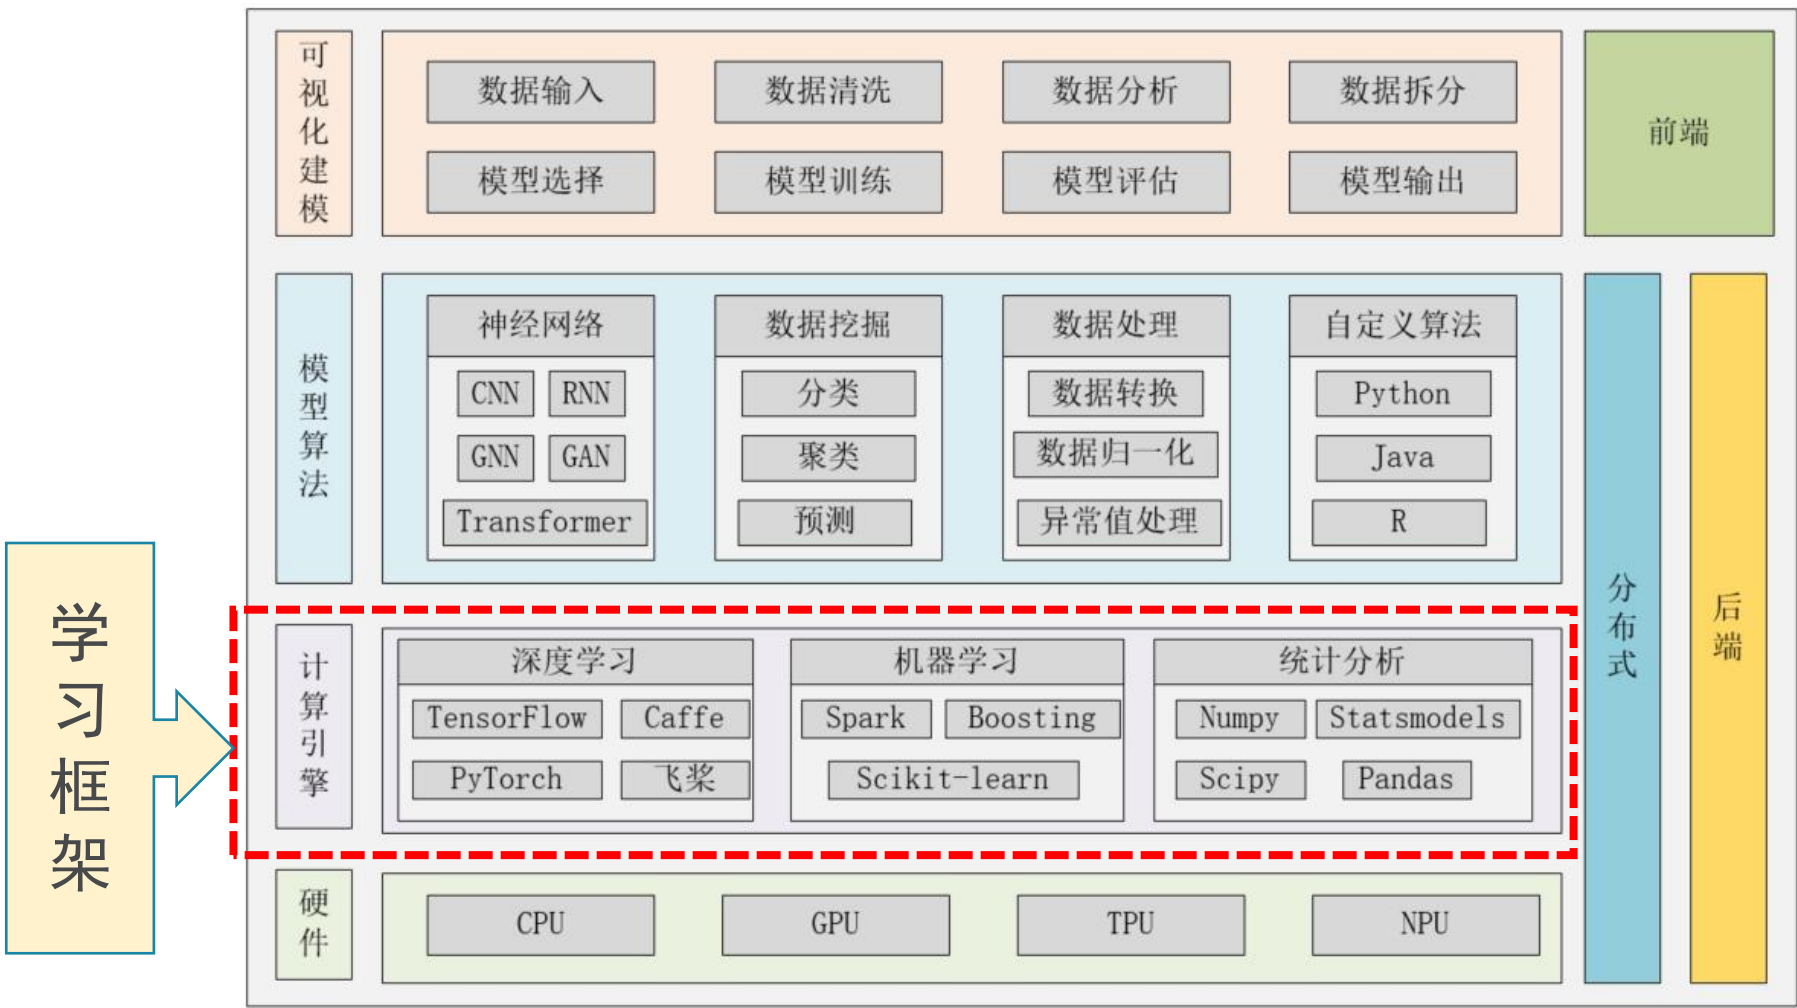 可视化建模
数据输入 数据清洗 数据分析 数据拆分
模型选择 模型训练 模型评估 模型输出
前端
模型算法
神经网络 数据挖掘 数据处理 自定义算法
CNN RNN 分类 数据转换 Python
GNN GAN 聚类 数据归一化 Java
Transformer 预测 异常值处理 R
分布式
后端
学习框架
计算引擎
深度学习 机器学习 统计分析
TensorFlow Caffe Spark Boosting Numpy Statsmodels
PyTorch 飞桨 Scikit-learn Scipy Pandas
硬件
CPU GPU TPU NPU